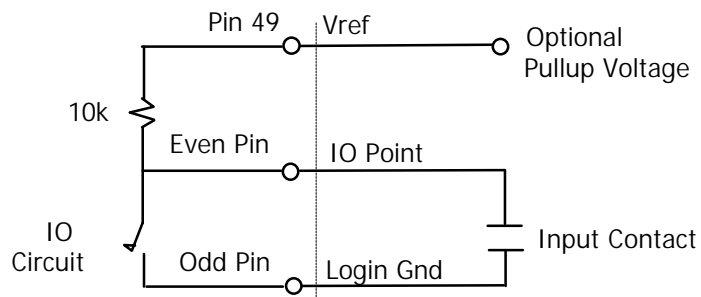 Pin 49
Vref
Optional
Pullup Voltage
10k
Even Pin
IO Point
IO
Circuit
Input Contact
Odd Pin
Login Gnd